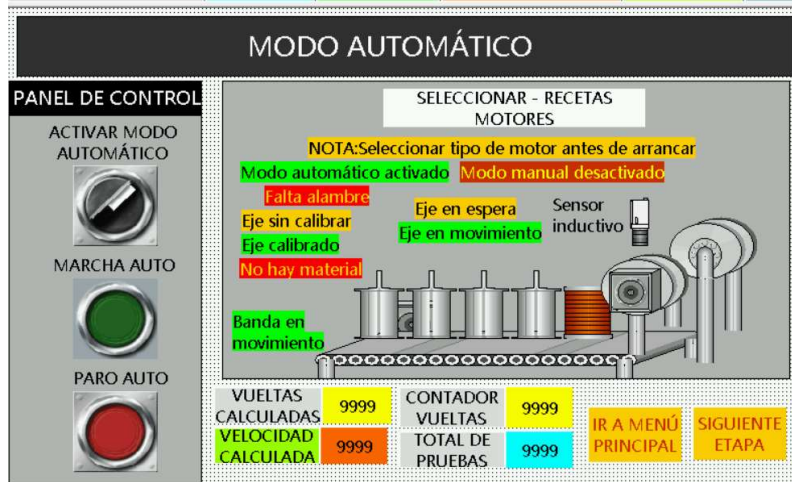 MODO AUTOMÁTICO
PANEL DE CONTROL
ACTIVAR MODO
AUTOMÁTICO
MARCHA AUTO
PARO AUTO
SELECCIONAR - RECETAS
MOTORES
NOTA:Seleccionar tipo de motor antes de arrancar
Modo automático activado
Modo manual desactivado
Falta alambre
Eje sin calibrar
Eje calibrado
No hay material
Eje en espera
Eje en movimiento
Sensor
inductivo
Banda en
movimiento
VUELTAS
CALCULADAS
9999
CONTADOR
VUELTAS
9999
VELOCIDAD
CALCULADA
9999
TOTAL DE
PRUEBAS
9999
IR A MENÚ
PRINCIPAL
SIGUIENTE
ETAPA